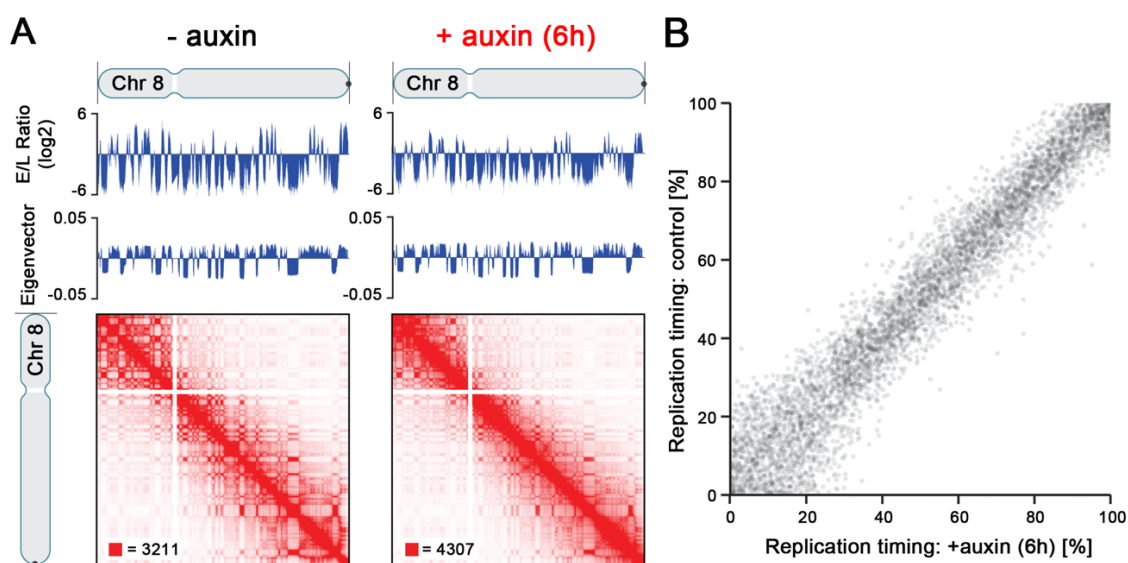 A
- auxin
+ auxin (6h)
B
Chr 8
Chr 8
E/L Ratio
(log2)
6
-6
6
-6
Eigenvector
0.05
-0.05
0.05
-0.05
Chr 8
= 3211
= 4307
Replication timing: control [%]
100
80
60
40
20
0
0
20
40
60
80
100
Replication timing: +auxin (6h) [%]